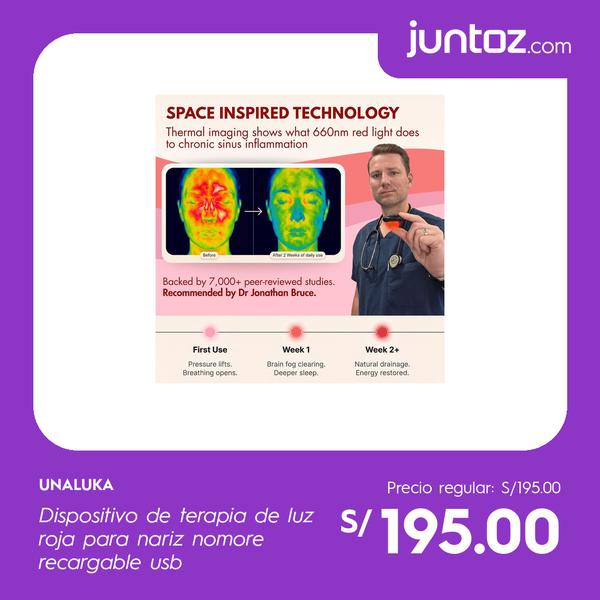 juntoz.com
SPACE INSPIRED TECHNOLOGY
Thermal imaging shows what 660nm red light does
to chronic sinus inflammation
Before
After 2 Weeks of daily use
Backed by 7,000+ peer-reviewed studies.
Recommended by Dr Jonathan Bruce.
First Use
Week 1
Week 2+
Pressure lifts.
Breathing opens.
Brain fog clearing.
Deeper sleep.
Natural drainage.
Energy restored.
UNALUKA
Dispositivo de terapia de luz
roja para nariz nomore
recargable usb
Precio regular: S/195.00
S/195.00